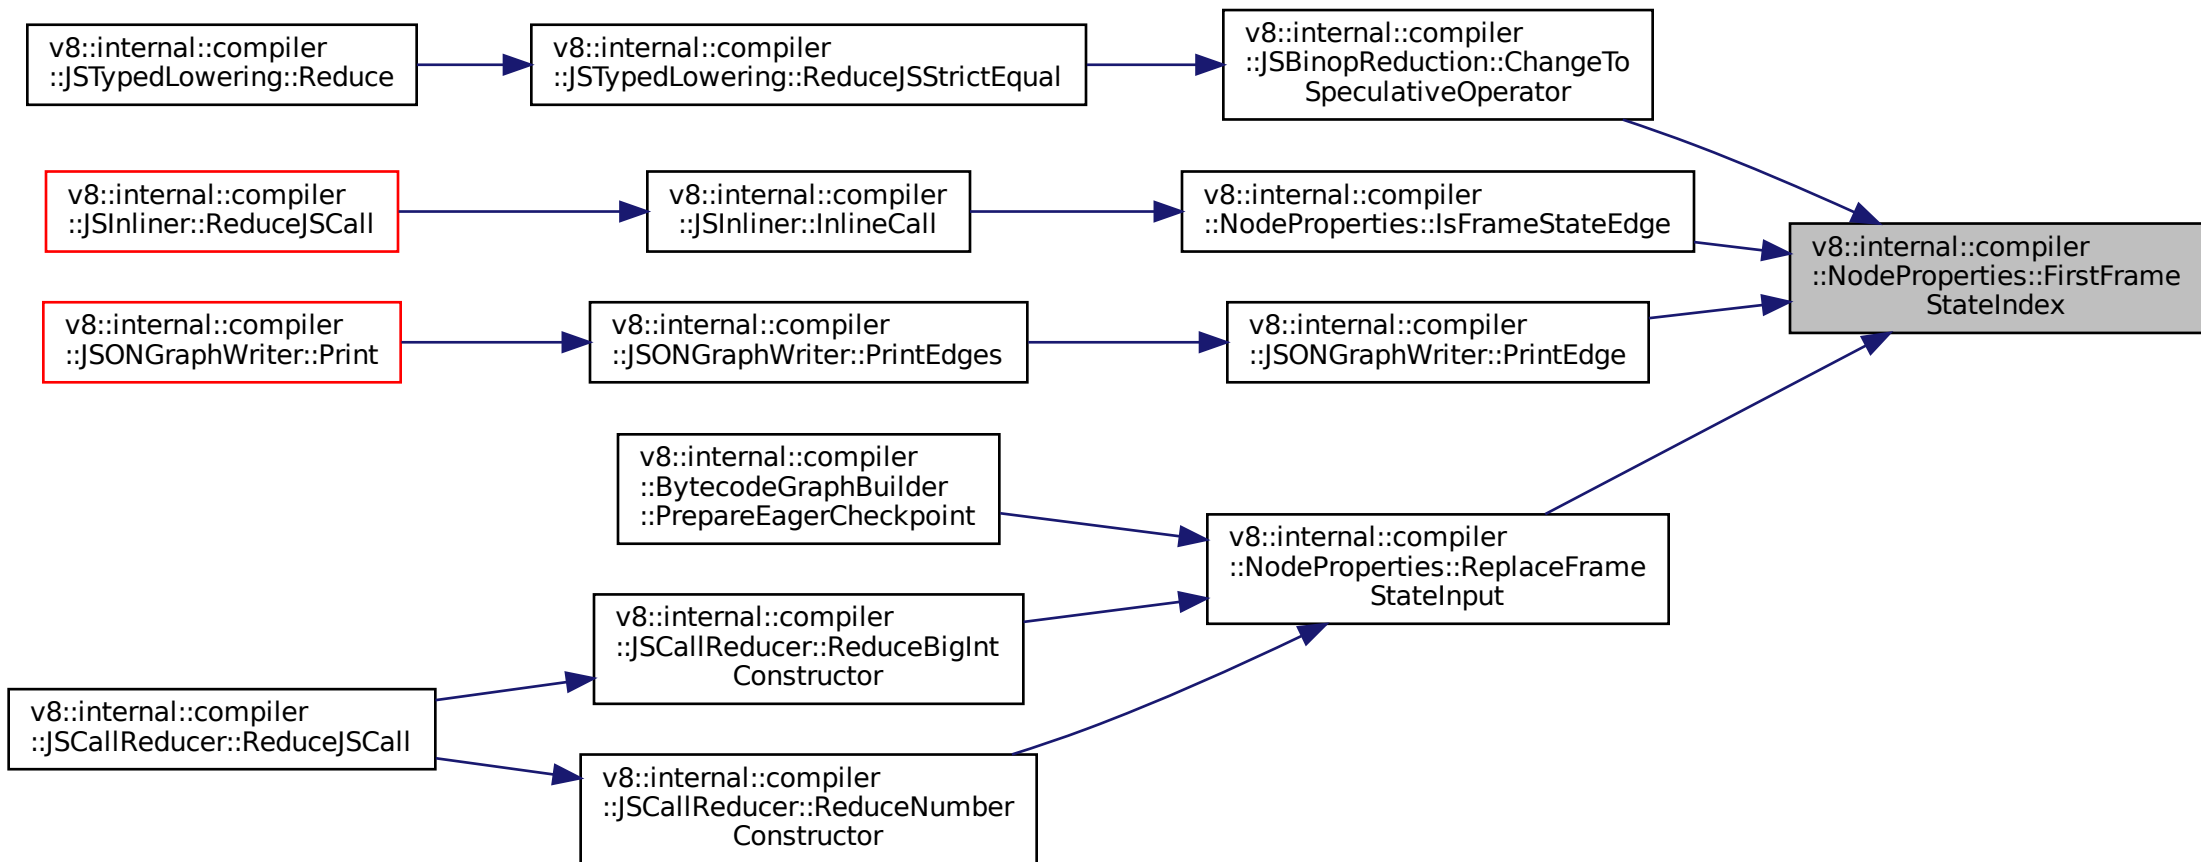 v8::internal::compiler
::JSTypedLowering::Reduce
v8::internal::compiler
::JSTypedLowering::ReduceJSStrictEqual
v8::internal::compiler
::JSBinopReduction::ChangeTo
SpeculativeOperator
v8::internal::compiler
::JSInliner::ReduceJSCall
v8::internal::compiler
::JSInliner::InlineCall
v8::internal::compiler
::NodeProperties::IsFrameStateEdge
v8::internal::compiler
::NodeProperties::FirstFrame
StateIndex
v8::internal::compiler
::JSONGraphWriter::Print
v8::internal::compiler
::JSONGraphWriter::PrintEdges
v8::internal::compiler
::JSONGraphWriter::PrintEdge
v8::internal::compiler
::BytecodeGraphBuilder
::PrepareEagerCheckpoint
v8::internal::compiler
::NodeProperties::ReplaceFrame
StateInput
v8::internal::compiler
::JSCallReducer::ReduceBigInt
Constructor
v8::internal::compiler
::JSCallReducer::ReduceJSCall
v8::internal::compiler
::JSCallReducer::ReduceNumber
Constructor